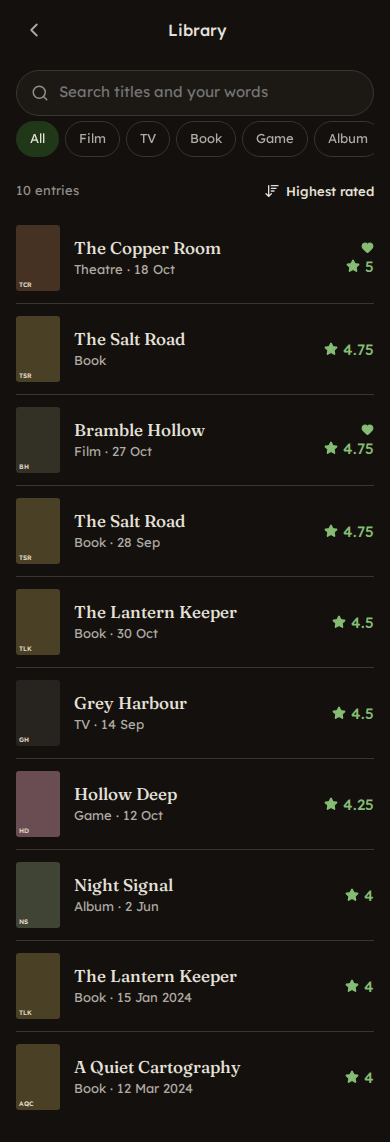 Library
Search titles and your words
All Film TV Book Game Album
10 entries Highest rated
The Copper Room
Theatre · 18 Oct
5
TCR
The Salt Road
Book
4.75
TSR
Bramble Hollow
Film · 27 Oct
4.75
BH
The Salt Road
Book · 28 Sep
4.75
TSR
The Lantern Keeper
Book · 30 Oct
4.5
TLK
Grey Harbour
TV · 14 Sep
4.5
GH
Hollow Deep
Game · 12 Oct
4.25
HD
Night Signal
Album · 2 Jun
4
NS
The Lantern Keeper
Book · 15 Jan 2024
4
TLK
A Quiet Cartography
Book · 12 Mar 2024
4
AQC